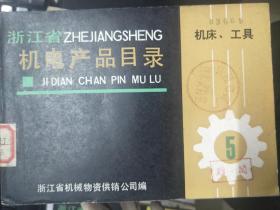 浙江省ZHEJIANGSHENG
机电产品目录
JI DIAN CHAN PIN MU LU
机床、工具
5
浙江省机械物资供销公司编